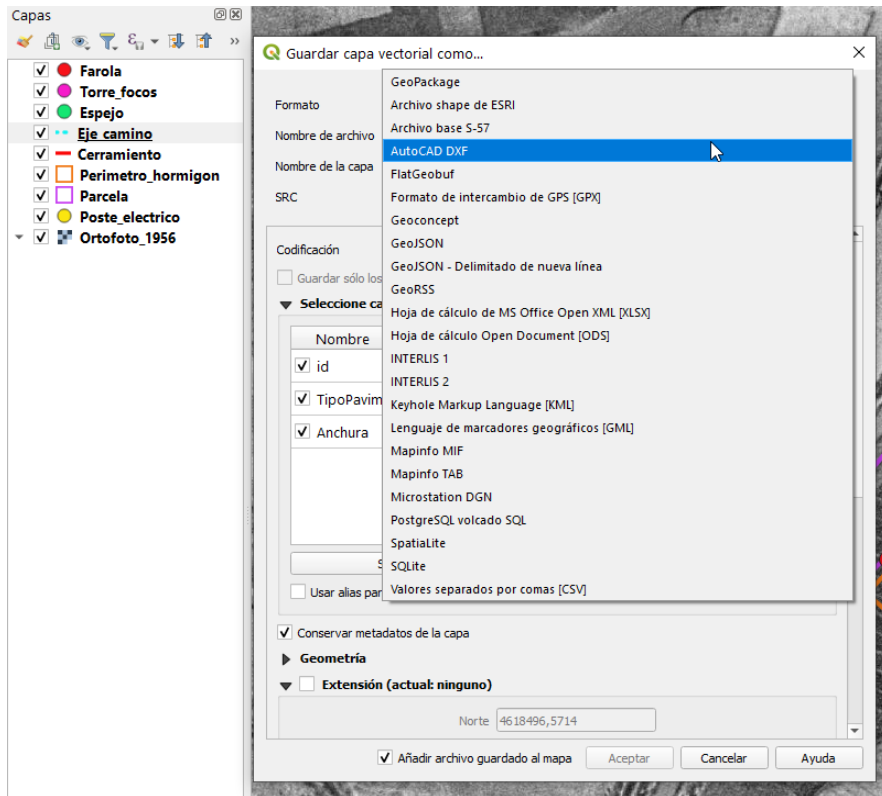 Capas
Farola
Torre_focos
Espejo
Eje camino
Cerramiento
Perimetro_hormigon
Parcela
Poste_electrico
Ortofoto_1956
Guardar capa vectorial como...
Formato
Nombre de archivo
Nombre de la capa
SRC
GeoPackage
Archivo shape de ESRI
Archivo base S-57
AutoCAD DXF
FlatGeobuf
Formato de intercambio de GPS [GPX]
Geoconcept
GeoJSON
GeoJSON - Delimitado de nueva línea
GeoRSS
Hoja de cálculo de MS Office Open XML [XLSX]
Hoja de cálculo Open Document [ODS]
INTERLIS 1
INTERLIS 2
Keyhole Markup Language [KML]
Lenguaje de marcadores geográficos [GML]
Mapinfo MIF
Mapinfo TAB
Microstation DGN
PostgreSQL volcado SQL
SpatiaLite
SQLite
Valores separados por comas [CSV]
Codificación
Guardar sólo los
Seleccione ca
Nombre
id
TipoPavim
Anchura
S
Usar alias par
Conservar metadatos de la capa
Geometría
Extensión (actual: ninguno)
Norte 4618496,5714
Añadir archivo guardado al mapa Aceptar Cancelar Ayuda